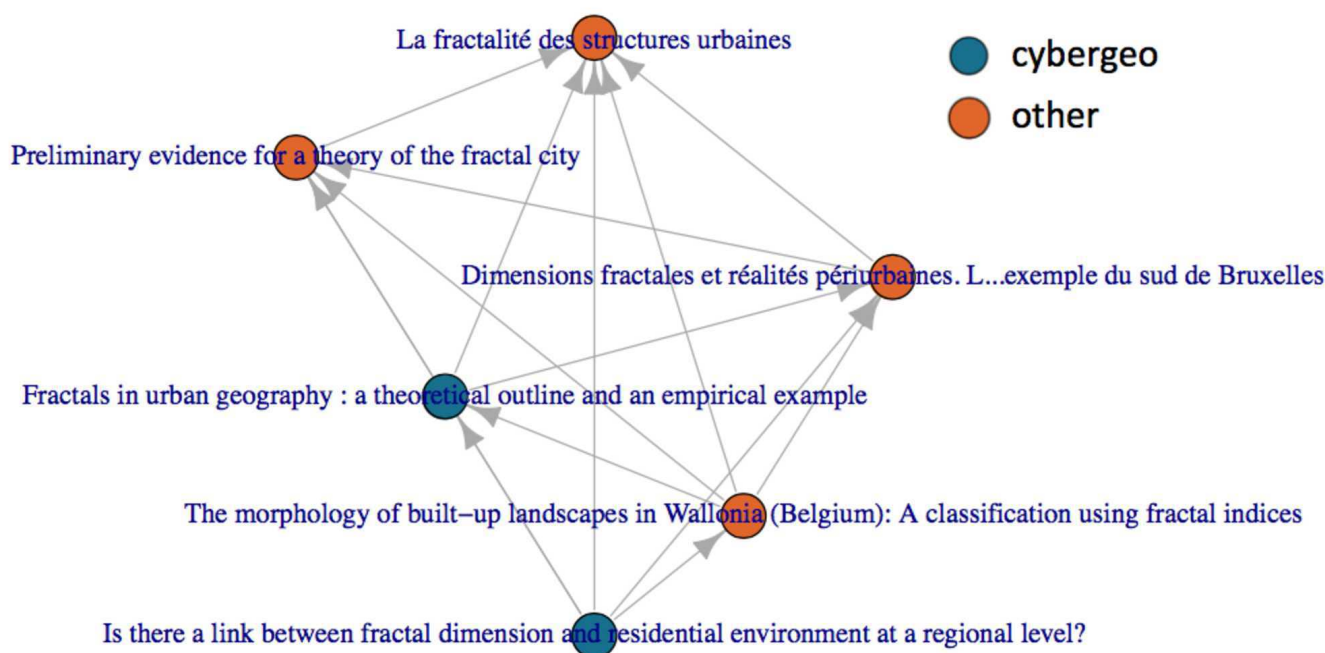 La fractalité des structures urbaines
cybergeo
other
Preliminary evidence for a theory of the fractal city
Dimensions fractales et réalités périurbaines. L...exemple du sud de Bruxelles
Fractals in urban geography : a theoretical outline and an empirical example
The morphology of built−up landscapes in Wallonia (Belgium): A classification using fractal indices
Is there a link between fractal dimension and residential environment at a regional level?